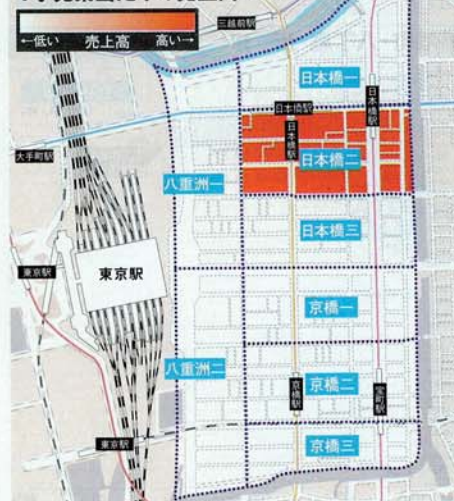 ←低い 売上高 高い→
三越前駅
日本橋一
日本橋駅
日本橋駅
日本橋駅
日本橋二
大手町駅
八重洲一
日本橋三
東京駅
東京駅
京橋一
八重洲二
京橋二
京橋駅
宝町駅
東京駅
京橋三